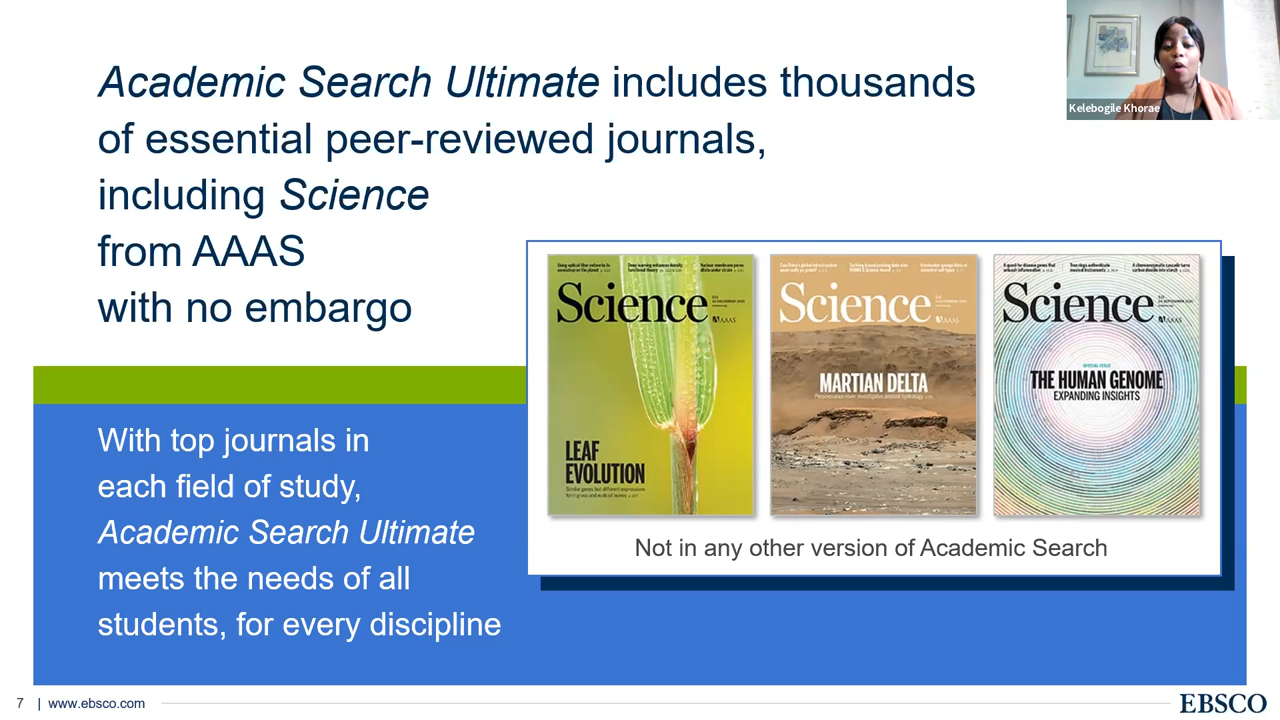 Academic Search Ultimate includes thousands
of essential peer-reviewed journals,
including Science
from AAAS
with no embargo
Kelebogile Khorae
Science
AAAS
LEAF
EVOLUTION
Science
AAAS
MARTIAN DELTA
Science
AAAS
SPECIAL ISSUE
THE HUMAN GENOME
EXPANDING INSIGHTS
Not in any other version of Academic Search
With top journals in
each field of study,
Academic Search Ultimate
meets the needs of all
students, for every discipline
7 | www.ebsco.com
EBSCO